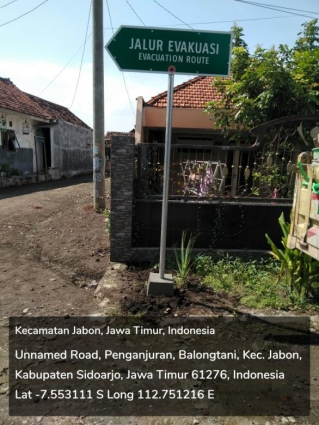 JALUR EVAKUASI
EVACUATION ROUTE
Kecamatan Jabon, Jawa Timur, Indonesia
Unnamed Road, Penganjuran, Balongtani, Kec. Jabon,
Kabupaten Sidoarjo, Jawa Timur 61276, Indonesia
Lat -7.553111 S Long 112.751216 E